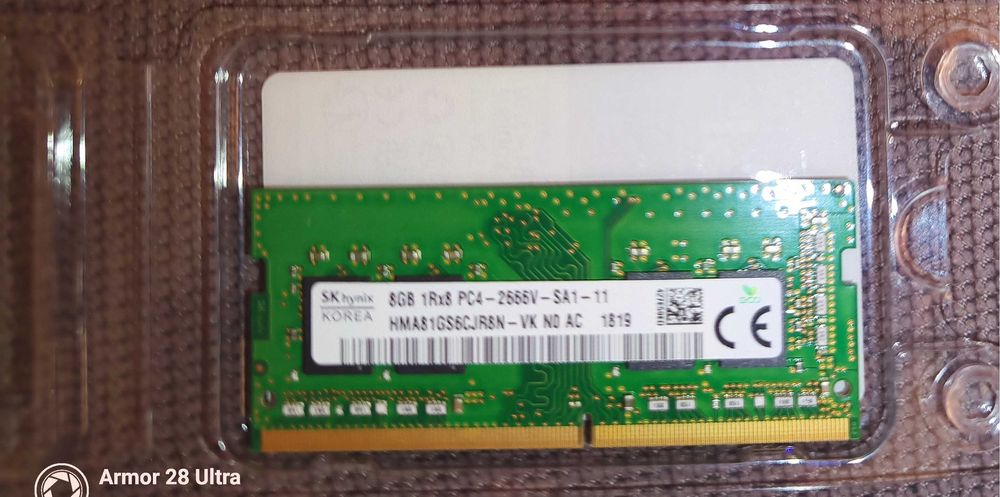 SK hynix
KOREA
8GB 1Rx8 PC4-2666V-SA1-11
HMA81GS6CJR8N-VK N0 AC 1819
CE
Armor 28 Ultra